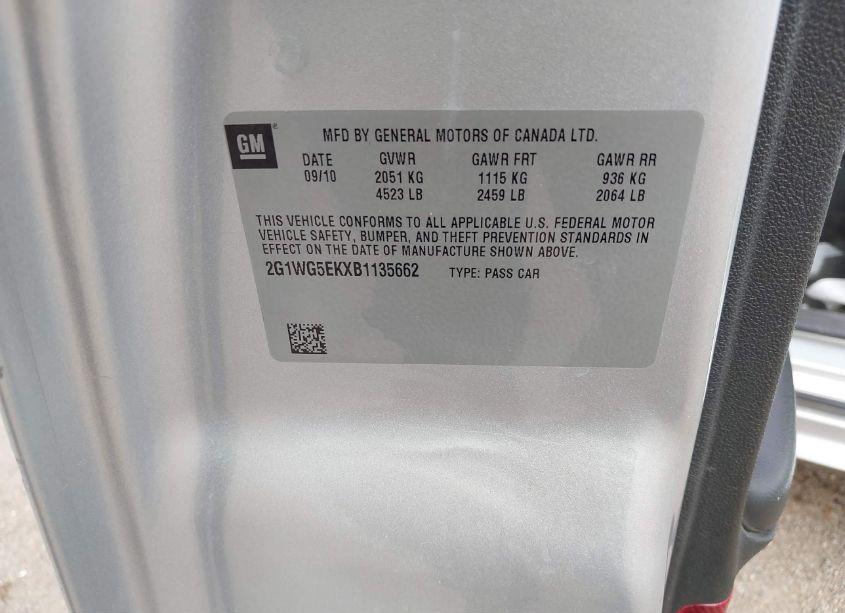 GM
MFD BY GENERAL MOTORS OF CANADA LTD.
DATE GVWR GAWR FRT GAWR RR
09/10 2051 KG 1115 KG 936 KG
4523 LB 2459 LB 2064 LB
THIS VEHICLE CONFORMS TO ALL APPLICABLE U.S. FEDERAL MOTOR
VEHICLE SAFETY, BUMPER, AND THEFT PREVENTION STANDARDS IN
EFFECT ON THE DATE OF MANUFACTURE SHOWN ABOVE.
2G1WG5EKXB1135662 TYPE: PASS CAR